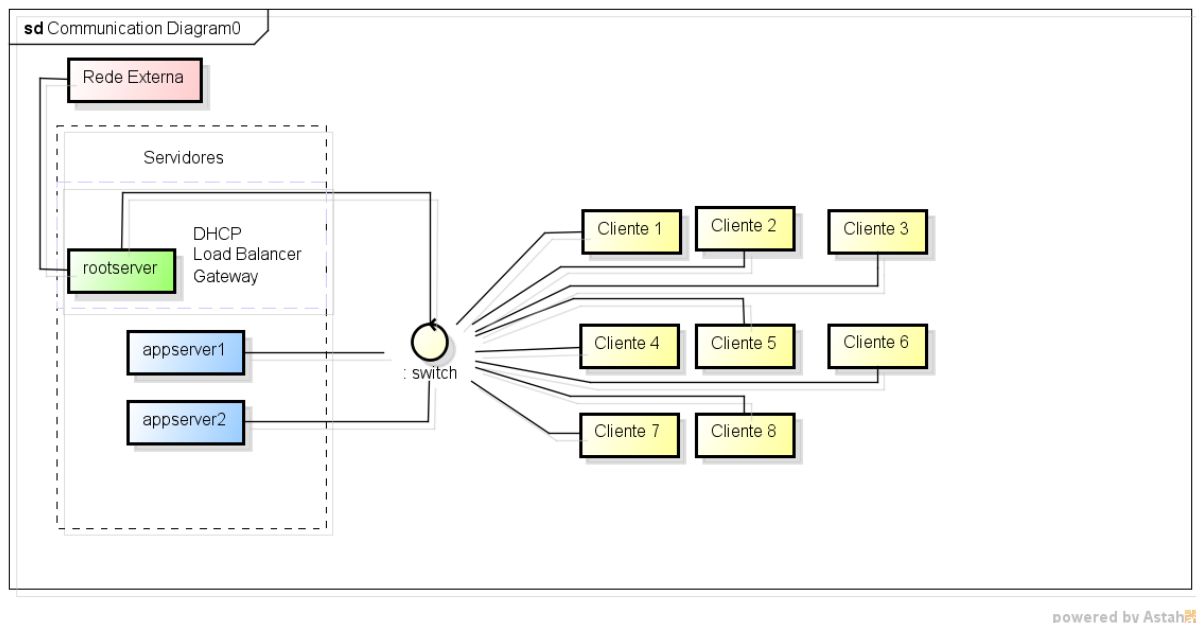 sd Communication Diagram0
Rede Externa
Servidores
DHCP
Load Balancer
Gateway
rootserver
appserver1
appserver2
: switch
Cliente 1
Cliente 2
Cliente 3
Cliente 4
Cliente 5
Cliente 6
Cliente 7
Cliente 8
powered by Astah